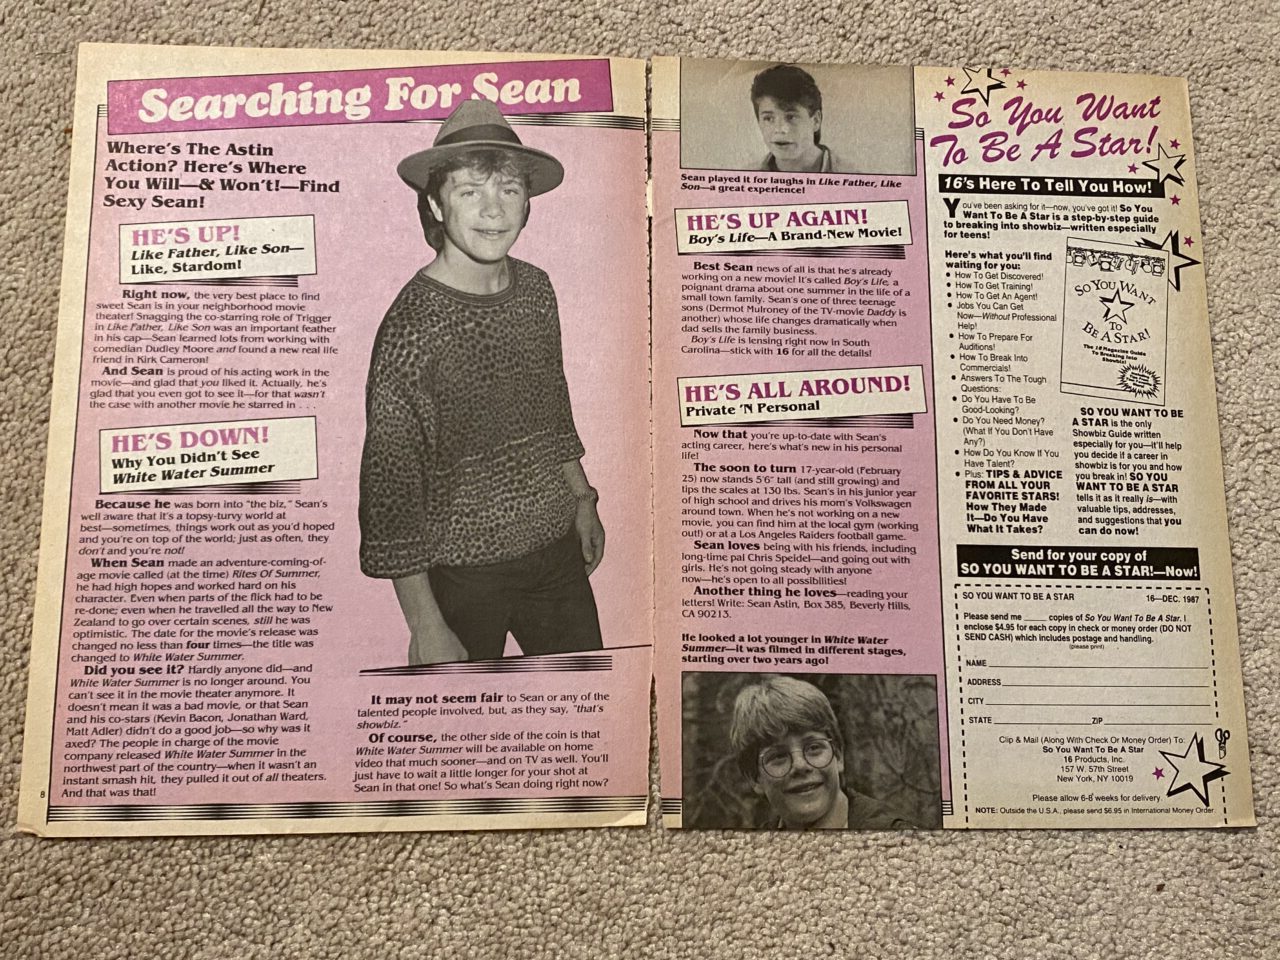 Searching For Sean
Where's The Astin
Action? Here's Where
You Will—& Won't!—Find
Sexy Sean!
HE'S UP!
Like Father, Like Son—
Like, Stardom!
Right now, the very best place to find
sweet Sean is in your neighborhood movie
theater! Snagging the co-starring role of Trigger
in Like Father, Like Son was an important feather
in his cap—Sean learned lots from working with
comedian Dudley Moore and found a new real life
friend in Kirk Cameron!
And Sean is proud of his acting work in the
movie—and glad that you liked it. Actually, he's
glad that you even got to see it—for that wasn't
the case with another movie he starred in . . .
HE'S DOWN!
Why You Didn't See
White Water Summer
Because he was born into "the biz," Sean's
well aware that it's a topsy-turvy world at
best—sometimes, things work out as you'd hoped
and you're on top of the world; just as often, they
don't and you're not!
When Sean made an adventure-coming-of-
age movie called (at the time) Rites Of Summer,
he had high hopes and worked hard on his
character. Even when parts of the flick had to be
re-done; even when he travelled all the way to New
Zealand to go over certain scenes, still he was
optimistic. The date for the movie's release was
changed no less than four times—the title was
changed to White Water Summer.
Did you see it? Hardly anyone did—and
White Water Summer is no longer around. You
can't see it in the movie theater anymore. It
doesn't mean it was a bad movie, or that Sean
and his co-stars (Kevin Bacon, Jonathan Ward,
Matt Adler) didn't do a good job—so why was it
axed? The people in charge of the movie
company released White Water Summer in the
northwest part of the country—when it wasn't an
instant smash hit, they pulled it out of all theaters.
And that was that!
8
It may not seem fair to Sean or any of the
talented people involved, but, as they say, "that's
showbiz."
Of course, the other side of the coin is that
White Water Summer will be available on home
video that much sooner—and on TV as well. You'll
just have to wait a little longer for your shot at
Sean in that one! So what's Sean doing right now?
Sean played it for laughs in Like Father, Like
Son—a great experience!
HE'S UP AGAIN!
Boy's Life—A Brand-New Movie!
Best Sean news of all is that he's already
working on a new movie! It's called Boy's Life, a
poignant drama about one summer in the life of a
small town family. Sean's one of three teenage
sons (Dermot Mulroney of the TV-movie Daddy is
another) whose life changes dramatically when
dad sells the family business.
Boy's Life is lensing right now in South
Carolina—stick with 16 for all the details!
HE'S ALL AROUND!
Private 'N Personal
Now that you're up-to-date with Sean's
acting career, here's what's new in his personal
life!
The soon to turn 17-year-old (February
25) now stands 5'6" tall (and still growing) and
tips the scales at 130 lbs. Sean's in his junior year
of high school and drives his mom's Volkswagen
around town. When he's not working on a new
movie, you can find him at the local gym (working
out!) or at a Los Angeles Raiders football game.
Sean loves being with his friends, including
long-time pal Chris Speidel—and going out with
girls. He's not going steady with anyone
now—he's open to all possibilities!
Another thing he loves—reading your
letters! Write: Sean Astin, Box 385, Beverly Hills,
CA 90213.
He looked a lot younger in White Water
Summer—it was filmed in different stages,
starting over two years ago!
So You Want
To Be A Star!
16's Here To Tell You How!
You've been asking for it—now, you've got it! So You
Want To Be A Star is a step-by-step guide
to breaking into showbiz—written especially
for teens!
Here's what you'll find
waiting for you:
• How To Get Discovered!
• How To Get Training!
• How To Get An Agent!
• Jobs You Can Get
Now—Without Professional
Help!
• How To Prepare For
Auditions!
• How To Break Into
Commercials!
• Answers To The Tough
Questions:
• Do You Have To Be
Good-Looking?
• Do You Need Money?
(What If You Don't Have
Any?)
• How Do You Know If You
Have Talent?
• Plus: TIPS & ADVICE
FROM ALL YOUR
FAVORITE STARS!
How They Made
It—Do You Have
What It Takes?
SO YOU WANT
TO
BE A STAR!
The 16 Magazine Guide
To Breaking Into
Showbiz!
SO YOU WANT TO BE
A STAR is the only
Showbiz Guide written
especially for you—it'll help
you decide if a career in
showbiz is for you and how
you break in! SO YOU
WANT TO BE A STAR
tells it as it really is—with
valuable tips, addresses,
and suggestions that you
can do now!
Send for your copy of
SO YOU WANT TO BE A STAR!—Now!
SO YOU WANT TO BE A STAR 16—DEC. 1987
Please send me ____ copies of So You Want To Be A Star. I
enclose $4.95 for each copy in check or money order (DO NOT
SEND CASH) which includes postage and handling.
(please print)
NAME
ADDRESS
CITY
STATE ZIP
Clip & Mail (Along With Check Or Money Order) To:
So You Want To Be A Star
16 Products, Inc.
157 W. 57th Street
New York, NY 10019
Please allow 6-8 weeks for delivery.
NOTE: Outside the U.S.A., please send $6.95 in International Money Order.